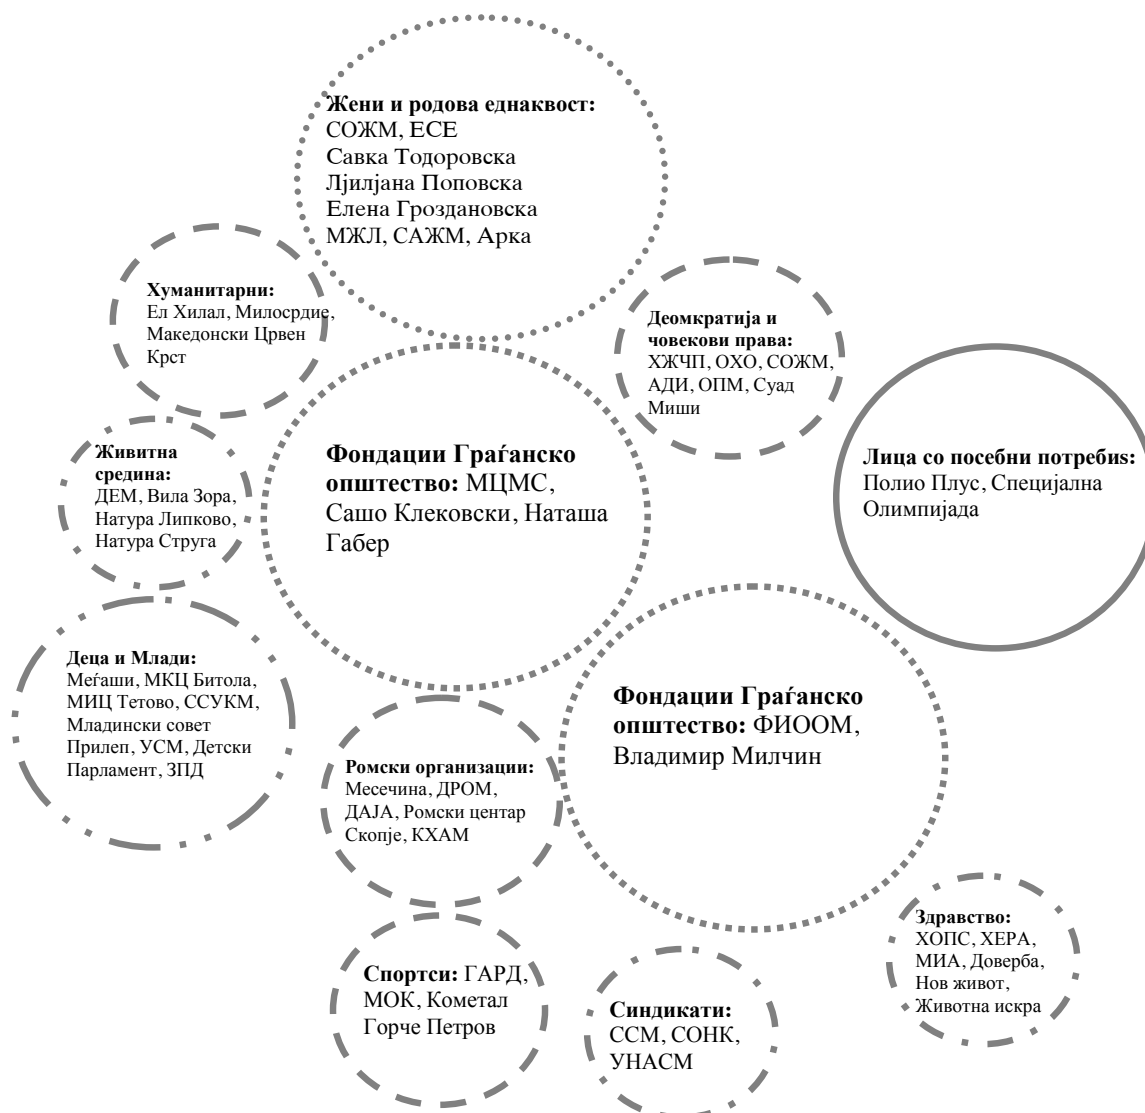 Жени и родова еднаквост:
СОЖМ, ЕСЕ
Савка Тодоровска
Лјилјана Поповска
Елена Гроздановска
МЖЛ, САЖМ, Арка
Хуманитарни:
Ел Хилал, Милосрдие,
Македонски Црвен
Крст
Деомкратија и
човекови права:
ХЖЧП, ОХО, СОЖМ,
АДИ, ОПМ, Суад
Миши
Живитна
средина:
ДЕМ, Вила Зора,
Натура Липково,
Натура Струга
Фондации Граѓанско
општество: МЦМС,
Сашо Клековски, Наташа
Габер
Лица со посебни потребиѕ:
Полио Плус, Специјална
Олимпијада
Деца и Млади:
Меѓаши, МКЦ Битола,
МИЦ Тетово, ССУКМ,
Младински совет
Прилеп, УСМ, Детски
Парламент, ЗПД
Фондации Граѓанско
општество: ФИООМ,
Владимир Милчин
Ромски организации:
Месечина, ДРОМ,
ДАЈА, Ромски центар
Скопје, КХАМ
Здравство:
ХОПС, ХЕРА,
МИА, Доверба,
Нов живот,
Животна искра
Спортси: ГАРД,
МОК, Кометал
Горче Петров
Синдикати:
ССМ, СОНК,
УНАСМ